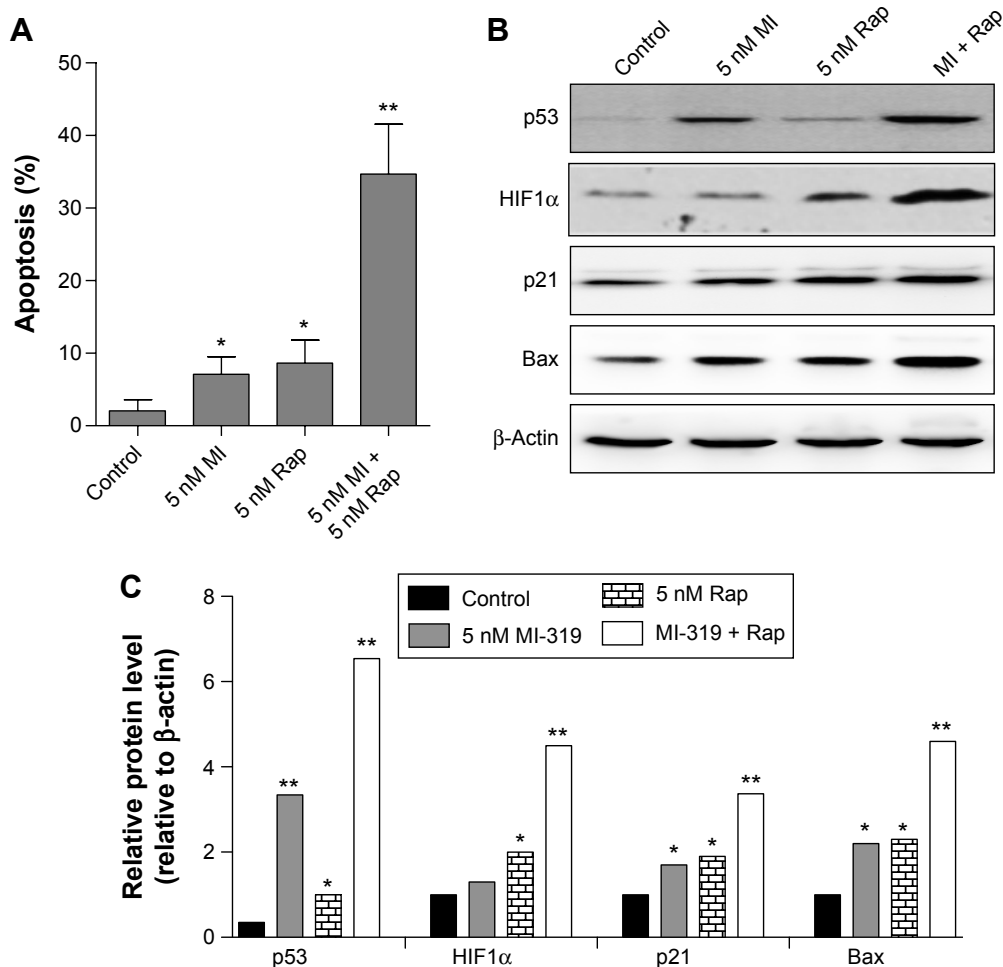 A
Apoptosis (%)
50
40
30
20
10
0
**
*
*
Control
5 nM MI
5 nM Rap
5 nM MI +
5 nM Rap
B
Control
5 nM MI
5 nM Rap
MI + Rap
p53
HIF1α
p21
Bax
β-Actin
C
Control
5 nM MI-319
5 nM Rap
MI-319 + Rap
Relative protein level
(relative to β-actin)
8
6
4
2
0
**
*
**
*
**
*
*
**
*
*
**
p53
HIF1α
p21
Bax